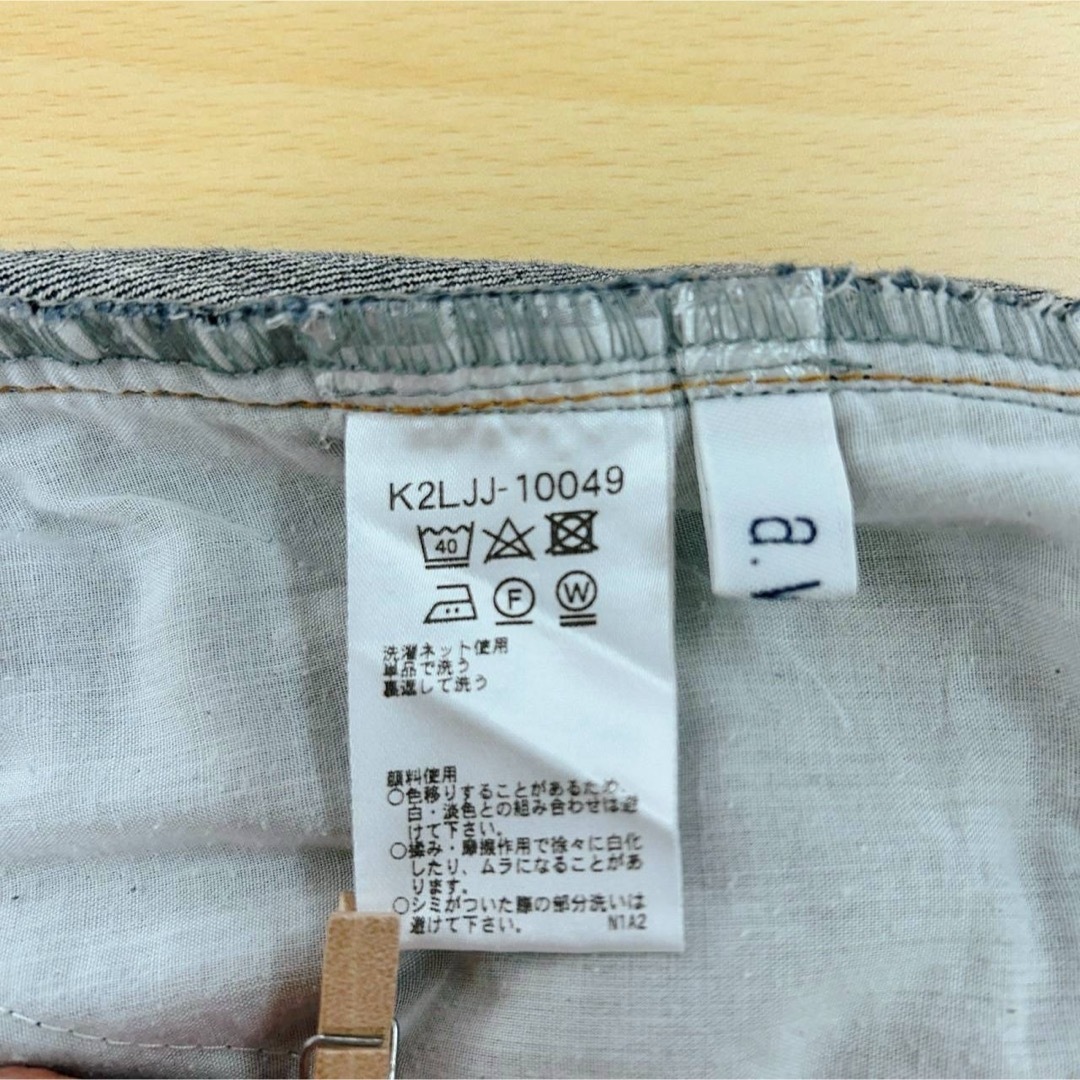 K2LJJ-10049
40
F W
洗濯ネット使用
単品で洗う
裏返して洗う
顔料使用
○色移りすることがあるため、
白・淡色との組み合わせは避
けて下さい。
○揉み・摩擦作用で徐々に白化
したり、ムラになることがあ
ります。
○シミがついた際の部分洗いは
避けて下さい。 N1A2
a.v